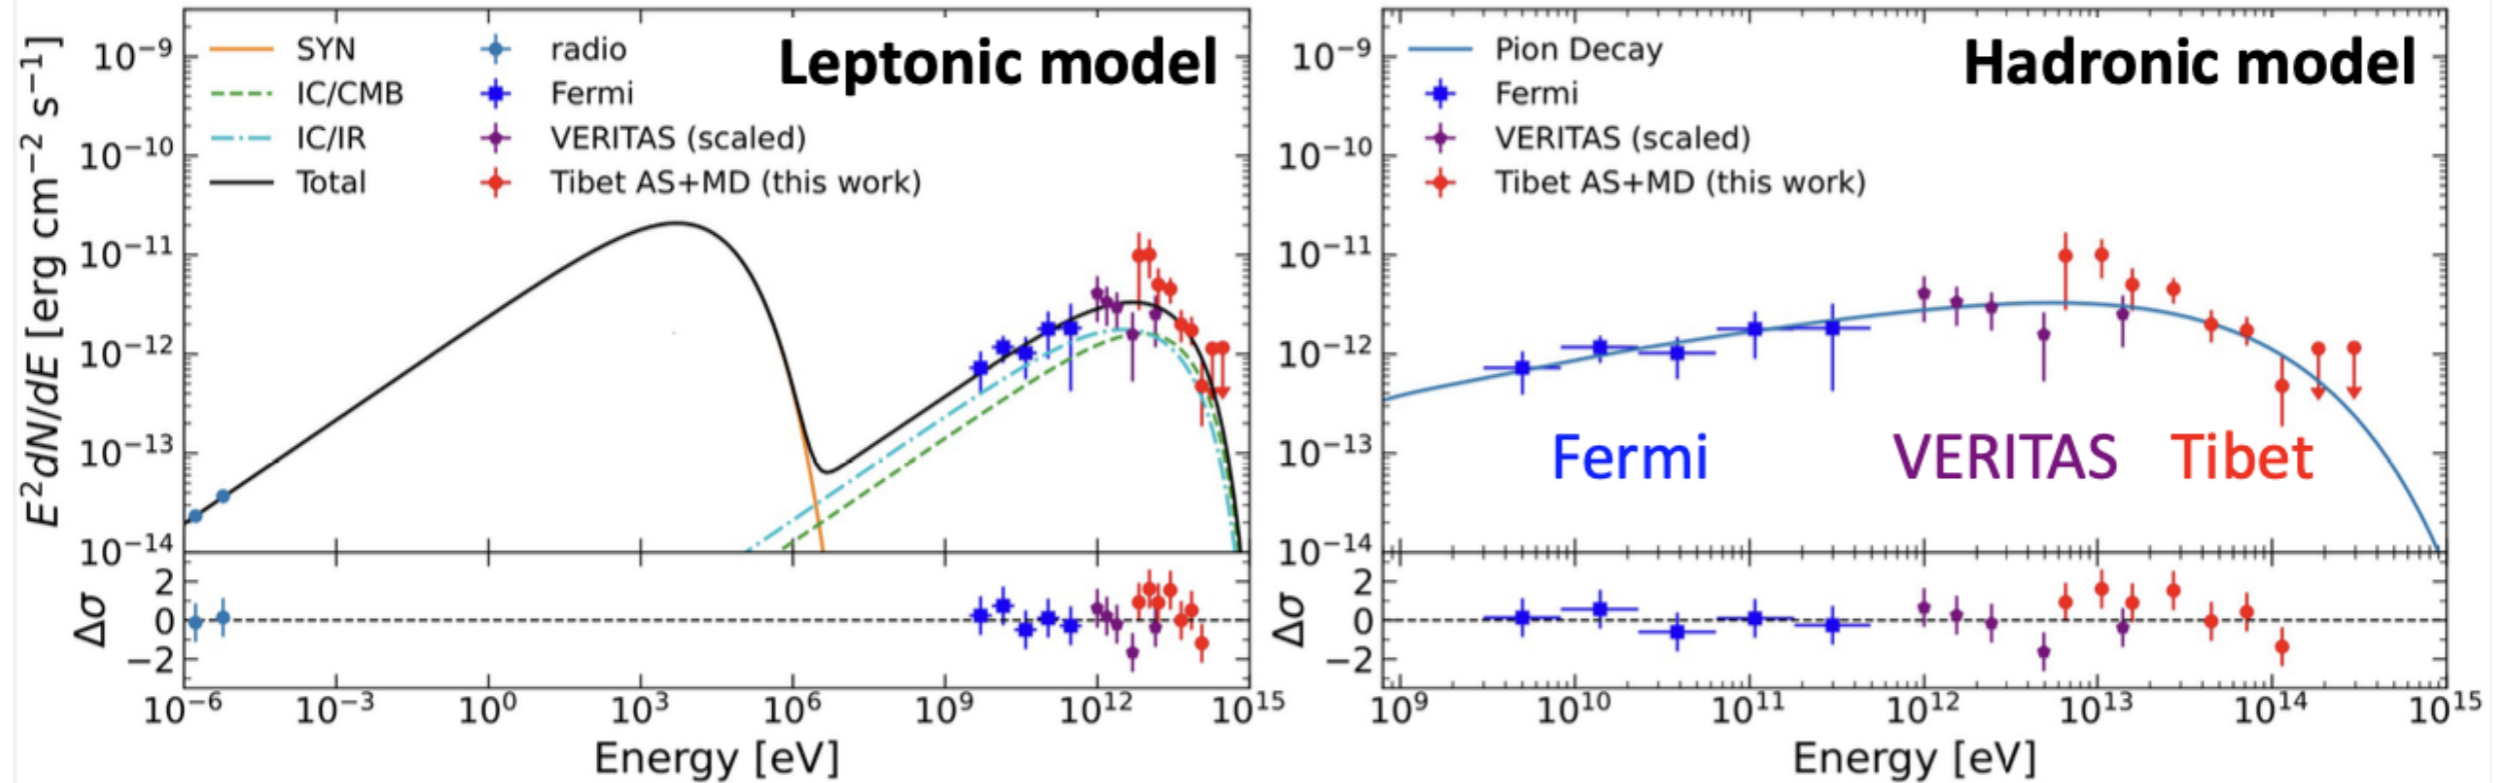 E²dN/dE [erg cm⁻² s⁻¹]
10⁻⁹
10⁻¹⁰
10⁻¹¹
10⁻¹²
10⁻¹³
10⁻¹⁴
SYN
IC/CMB
IC/IR
Total
radio
Fermi
VERITAS (scaled)
Tibet AS+MD (this work)
Leptonic model
Δσ
2
0
−2
10⁻⁶ 10⁻³ 10⁰ 10³ 10⁶ 10⁹ 10¹² 10¹⁵
Energy [eV]
10⁻⁹
10⁻¹⁰
10⁻¹¹
10⁻¹²
10⁻¹³
10⁻¹⁴
Pion Decay
Fermi
VERITAS (scaled)
Tibet AS+MD (this work)
Hadronic model
Fermi VERITAS Tibet
Δσ
2
0
−2
10⁹ 10¹⁰ 10¹¹ 10¹² 10¹³ 10¹⁴ 10¹⁵
Energy [eV]